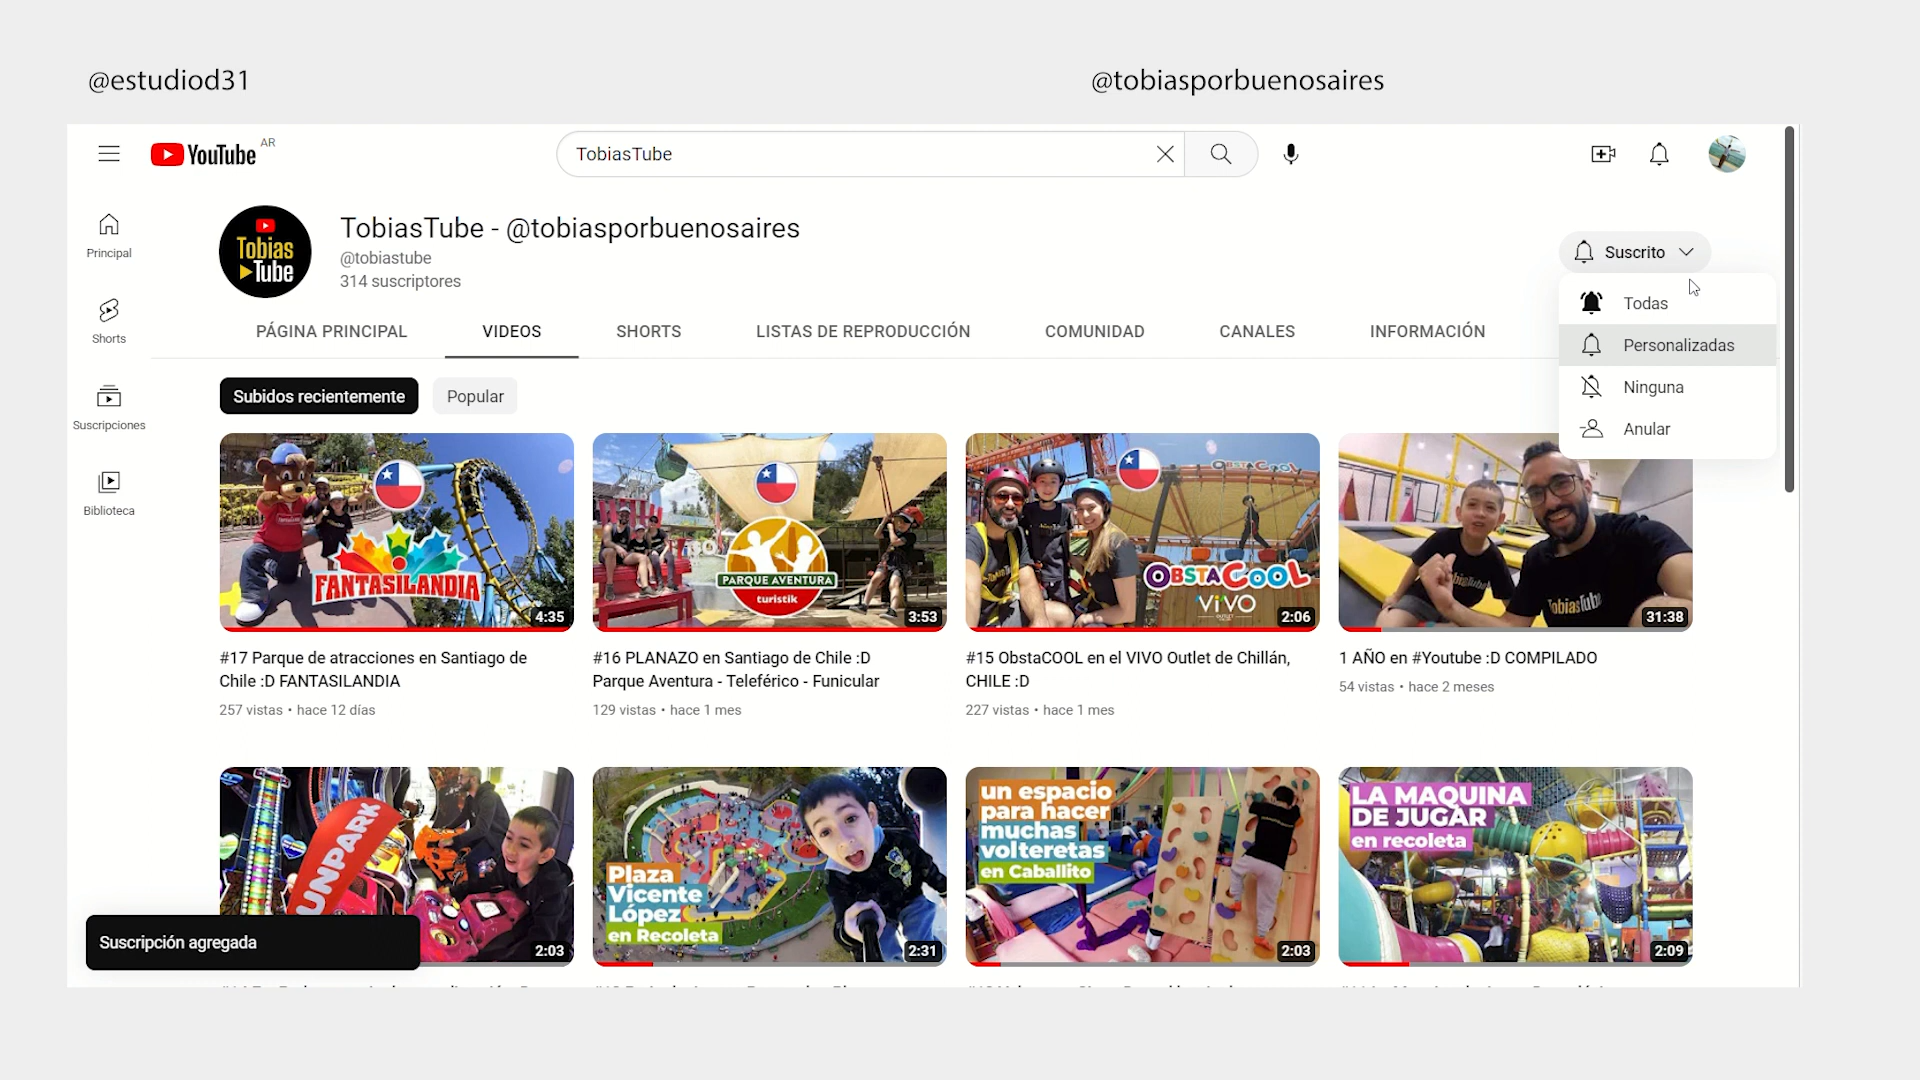 @estudiod31
@tobiasporbuenosaires
YouTube AR
TobiasTube
Principal
Shorts
Suscripciones
Biblioteca
Tobias
Tube
TobiasTube - @tobiasporbuenosaires
@tobiastube
314 suscriptores
Suscrito
Todas
Personalizadas
Ninguna
Anular
PÁGINA PRINCIPAL VIDEOS SHORTS LISTAS DE REPRODUCCIÓN COMUNIDAD CANALES INFORMACIÓN
Subidos recientemente Popular
FANTASILANDIA
4:35
#17 Parque de atracciones en Santiago de
Chile :D FANTASILANDIA
257 vistas • hace 12 días
PARQUE AVENTURA
turistik
3:53
#16 PLANAZO en Santiago de Chile :D
Parque Aventura - Teleférico - Funicular
129 vistas • hace 1 mes
OBSTACOOL
OBSTACOOL
VIVO
2:06
#15 ObstaCOOL en el VIVO Outlet de Chillán,
CHILE :D
227 vistas • hace 1 mes
TobiasTube
31:38
1 AÑO en #Youtube :D COMPILADO
54 vistas • hace 2 meses
UNPARK
2:03
Plaza
Vicente
López
en Recoleta
2:31
un espacio
para hacer
muchas
volteretas
en Caballito
2:03
LA MAQUINA
DE JUGAR
en recoleta
2:09
Suscripción agregada